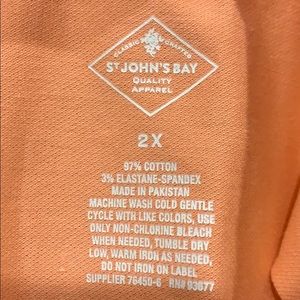 CLASSIC CRAFTED
ST JOHN'S BAY
QUALITY
APPAREL
2X
97% COTTON
3% ELASTANE-SPANDEX
MADE IN PAKISTAN
MACHINE WASH COLD GENTLE
CYCLE WITH LIKE COLORS, USE
ONLY NON-CHLORINE BLEACH
WHEN NEEDED, TUMBLE DRY
LOW, WARM IRON AS NEEDED,
DO NOT IRON ON LABEL
SUPPLIER 76450-6 RN# 93677